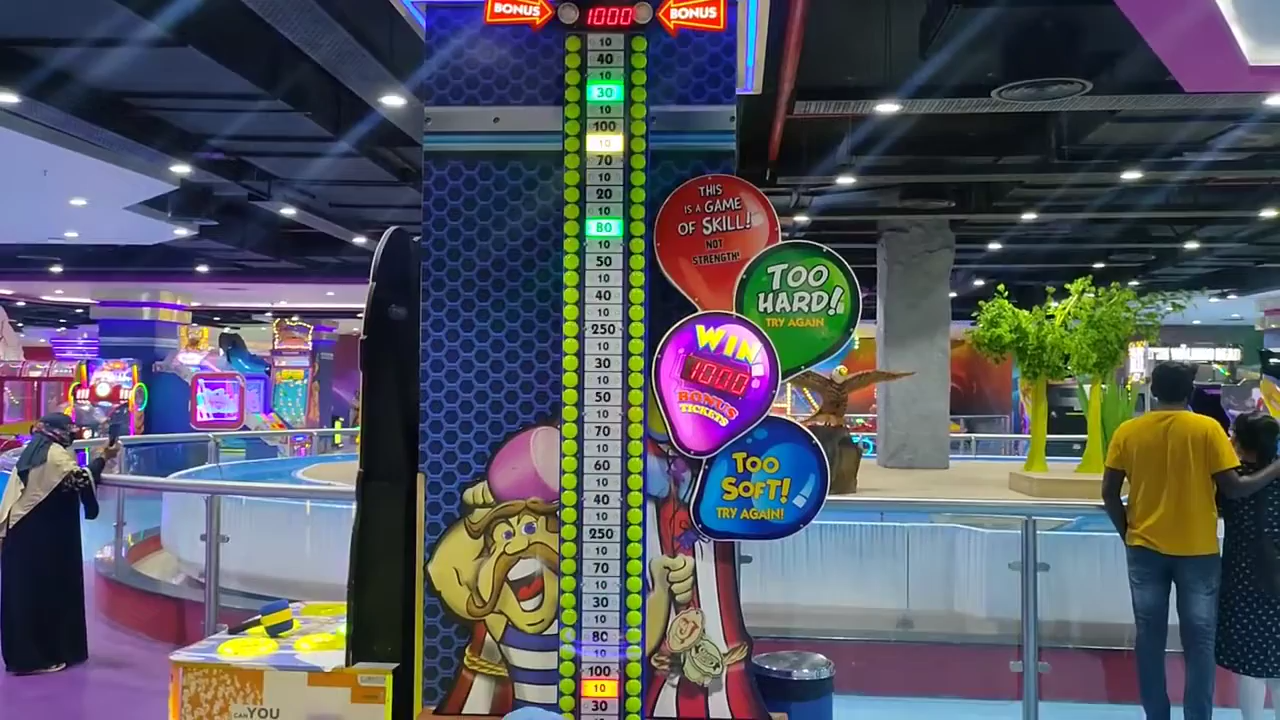 BONUS 1000 BONUS
10
40
10
30
10
100
10
70
10
20
10
80
10
50
10
40
10
250
10
30
10
50
10
70
10
60
10
40
10
250
10
70
10
30
10
80
10
100
10
30
THIS
IS A GAME
OF SKILL!
NOT
STRENGTH!
TOO
HARD!
TRY AGAIN
WIN
1000
BONUS
TICKETS
TOO
SOFT!
TRY AGAIN!
CAN YOU